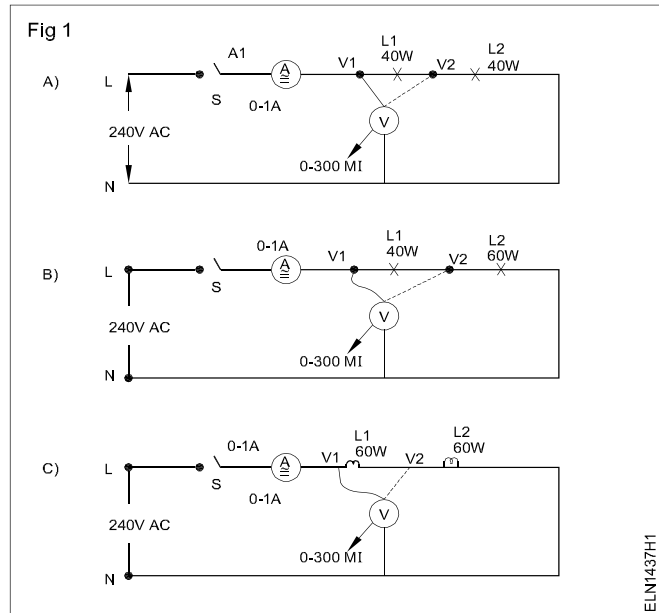 Fig 1
A)
L
S
A1
A
0-1A
V1
L1
40W
V2
L2
40W
240V AC
V
0-300 MI
N
B)
L
S
0-1A
A
V1
L1
40W
V2
L2
60W
240V AC
V
0-300 MI
N
C)
L
S
0-1A
A
0-1A
V1
L1
60W
V2
L2
60W
240V AC
V
0-300 MI
N
ELN1437H1